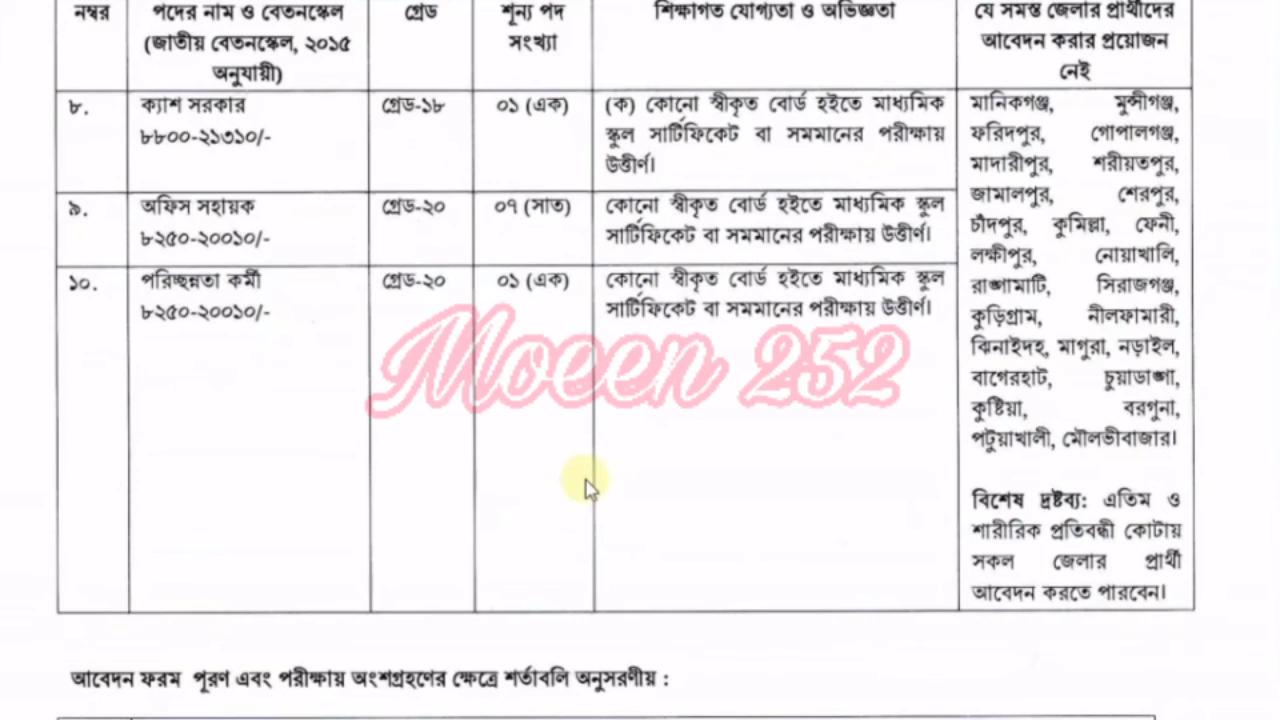 নম্বর
পদের নাম ও বেতনস্কেল
(জাতীয় বেতনস্কেল, ২০১৫
অনুযায়ী)
গ্রেড
শূন্য পদ
সংখ্যা
শিক্ষাগত যোগ্যতা ও অভিজ্ঞতা
যে সমস্ত জেলার প্রার্থীদের
আবেদন করার প্রয়োজন
নেই
৮.
ক্যাশ সরকার
৮৮০০-২১৩১০/-
গ্রেড-১৮
০১ (এক)
(ক) কোনো স্বীকৃত বোর্ড হইতে মাধ্যমিক
স্কুল সার্টিফিকেট বা সমমানের পরীক্ষায়
উত্তীর্ণ।
৯.
অফিস সহায়ক
৮২৫০-২০০১০/-
গ্রেড-২০
০৭ (সাত)
কোনো স্বীকৃত বোর্ড হইতে মাধ্যমিক স্কুল
সার্টিফিকেট বা সমমানের পরীক্ষায় উত্তীর্ণ।
১০.
পরিচ্ছন্নতা কর্মী
৮২৫০-২০০১০/-
গ্রেড-২০
০১ (এক)
কোনো স্বীকৃত বোর্ড হইতে মাধ্যমিক স্কুল
সার্টিফিকেট বা সমমানের পরীক্ষায় উত্তীর্ণ।
মানিকগঞ্জ, মুন্সীগঞ্জ,
ফরিদপুর, গোপালগঞ্জ,
মাদারীপুর, শরীয়তপুর,
জামালপুর, শেরপুর,
চাঁদপুর, কুমিল্লা, ফেনী,
লক্ষীপুর, নোয়াখালি,
রাঙ্গামাটি, সিরাজগঞ্জ,
কুড়িগ্রাম, নীলফামারী,
ঝিনাইদহ, মাগুরা, নড়াইল,
বাগেরহাট, চুয়াডাঙ্গা,
কুষ্টিয়া, বরগুনা,
পটুয়াখালী, মৌলভীবাজার।
বিশেষ দ্রষ্টব্য: এতিম ও
শারীরিক প্রতিবন্ধী কোটায়
সকল জেলার প্রার্থী
আবেদন করতে পারবেন।
Moeen 252
আবেদন ফরম পূরণ এবং পরীক্ষায় অংশগ্রহণের ক্ষেত্রে শর্তাবলি অনুসরণীয় :